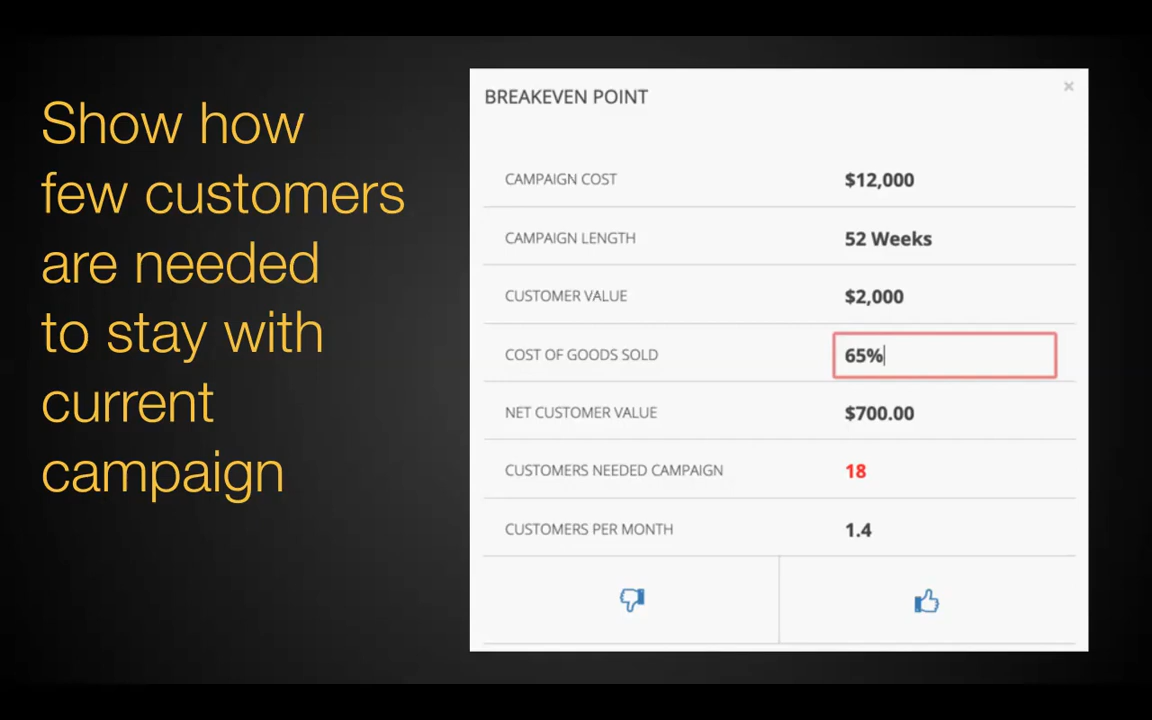 Show how
few customers
are needed
to stay with
current
campaign
BREAKEVEN POINT ×
CAMPAIGN COST $12,000
CAMPAIGN LENGTH 52 Weeks
CUSTOMER VALUE $2,000
COST OF GOODS SOLD 65%
NET CUSTOMER VALUE $700.00
CUSTOMERS NEEDED CAMPAIGN 18
CUSTOMERS PER MONTH 1.4